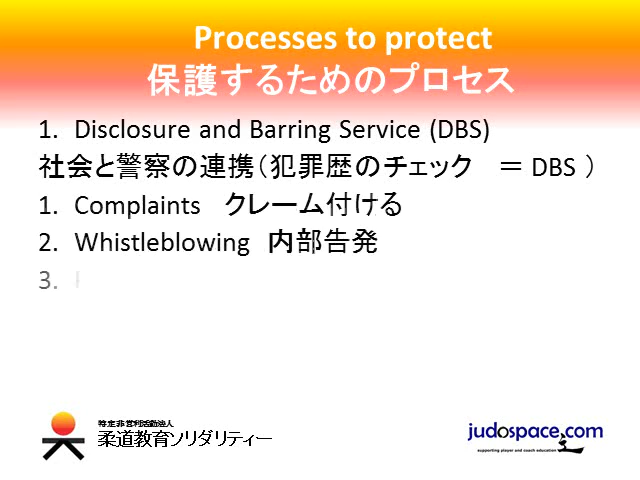 Processes to protect
保護するためのプロセス
1. Disclosure and Barring Service (DBS)
社会と警察の連携(犯罪歴のチェック ＝ DBS )
1. Complaints クレーム付ける
2. Whistleblowing 内部告発
3.
特定非営利活動法人
柔道教育ソリダリティー
judospace.com
supporting player and coach education